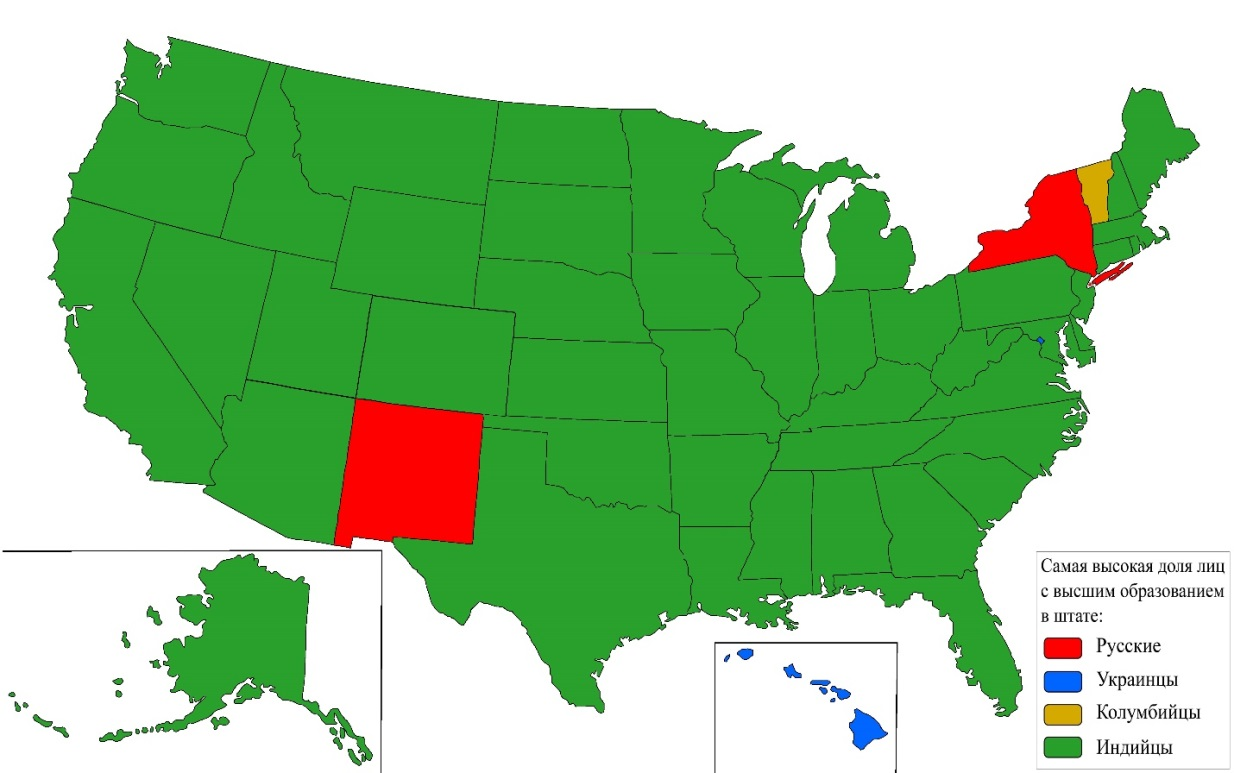 Самая высокая доля лиц
с высшим образованием
в штате:
Русские
Украинцы
Колумбийцы
Индийцы